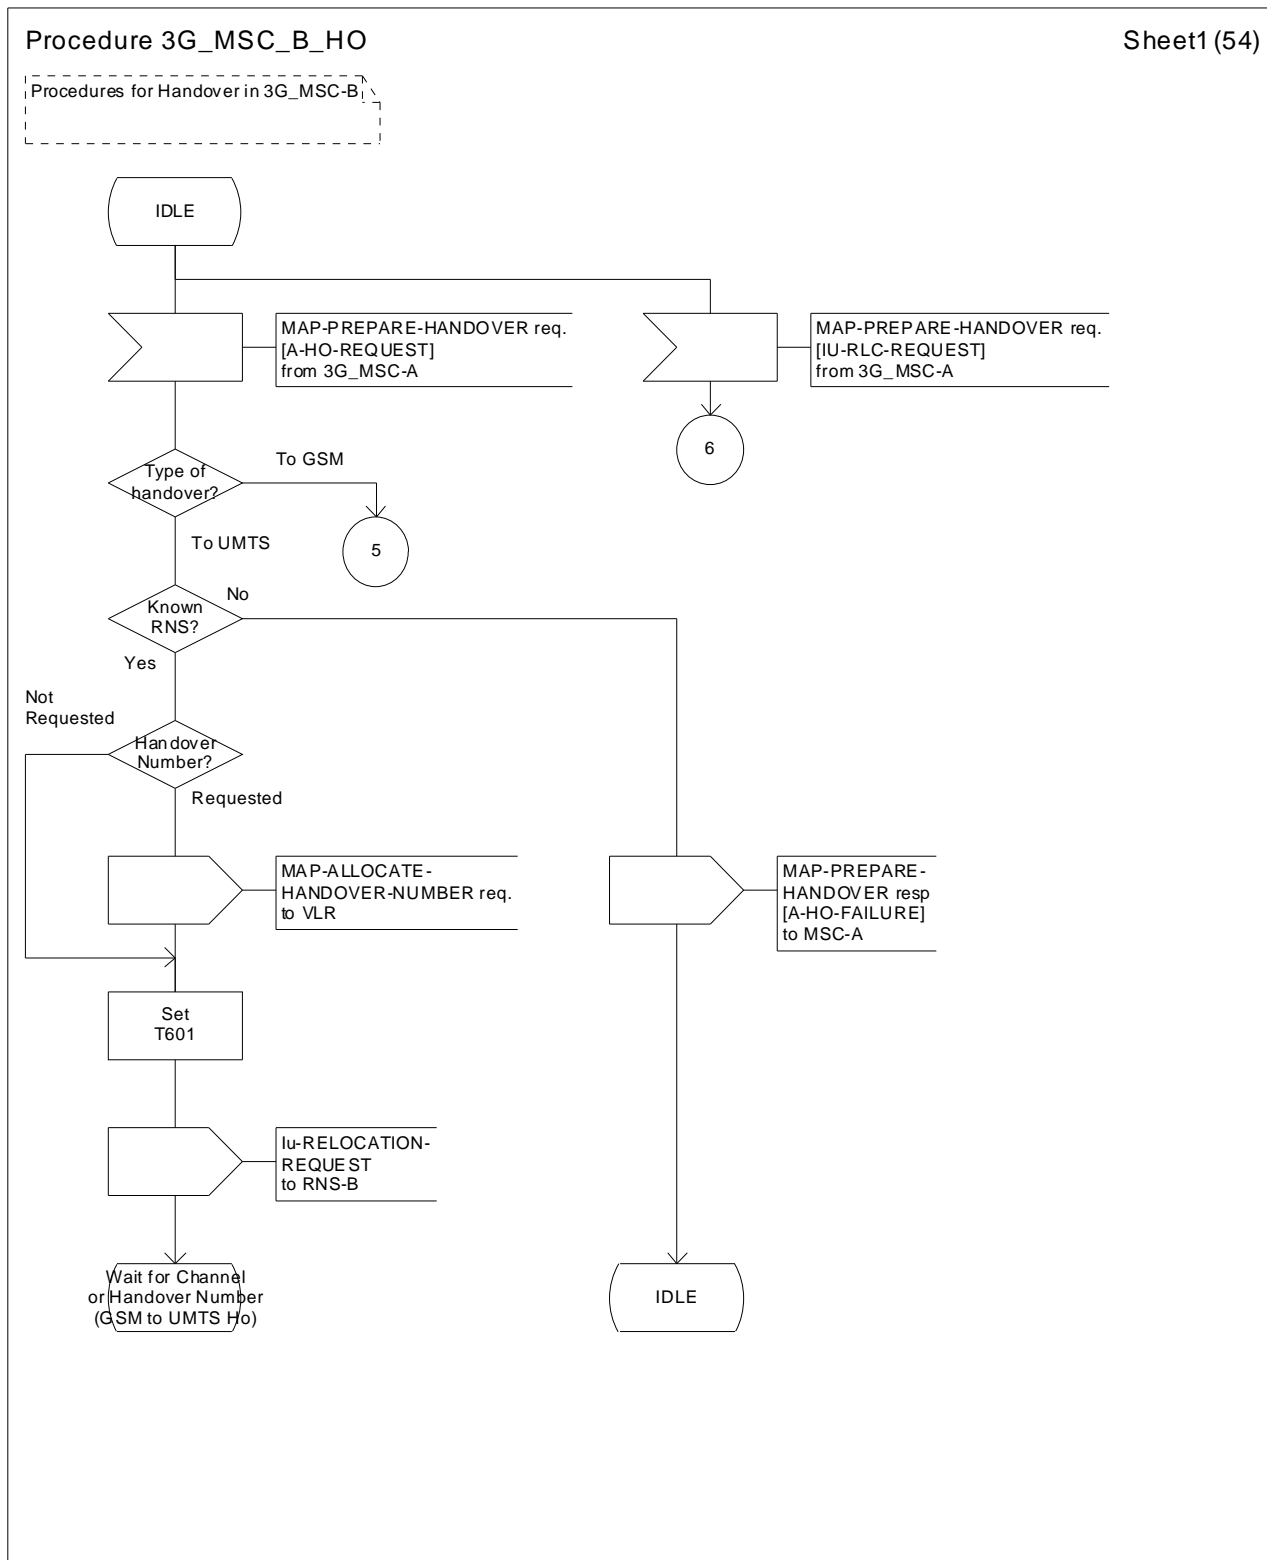 Procedure 3G_MSC_B_HO
Sheet1(54)
Procedures for Handover in 3G_MSC-B
IDLE
MAP-PREPARE-HANDOVER req.
[A-HO-REQUEST]
from 3G_MSC-A
MAP-PREPARE-HANDOVER req.
[IU-RLC-REQUEST]
from 3G_MSC-A
6
Type of
handover?
To GSM
5
To UMTS
Known
RNS?
No
Yes
Not
Requested
Handover
Number?
Requested
MAP-ALLOCATE-
HANDOVER-NUMBER req.
to VLR
MAP-PREPARE-
HANDOVER resp
[A-HO-FAILURE]
to MSC-A
Set
T601
Iu-RELOCATION-
REQUEST
to RNS-B
Wait for Channel
or Handover Number
(GSM to UMTS Ho)
IDLE